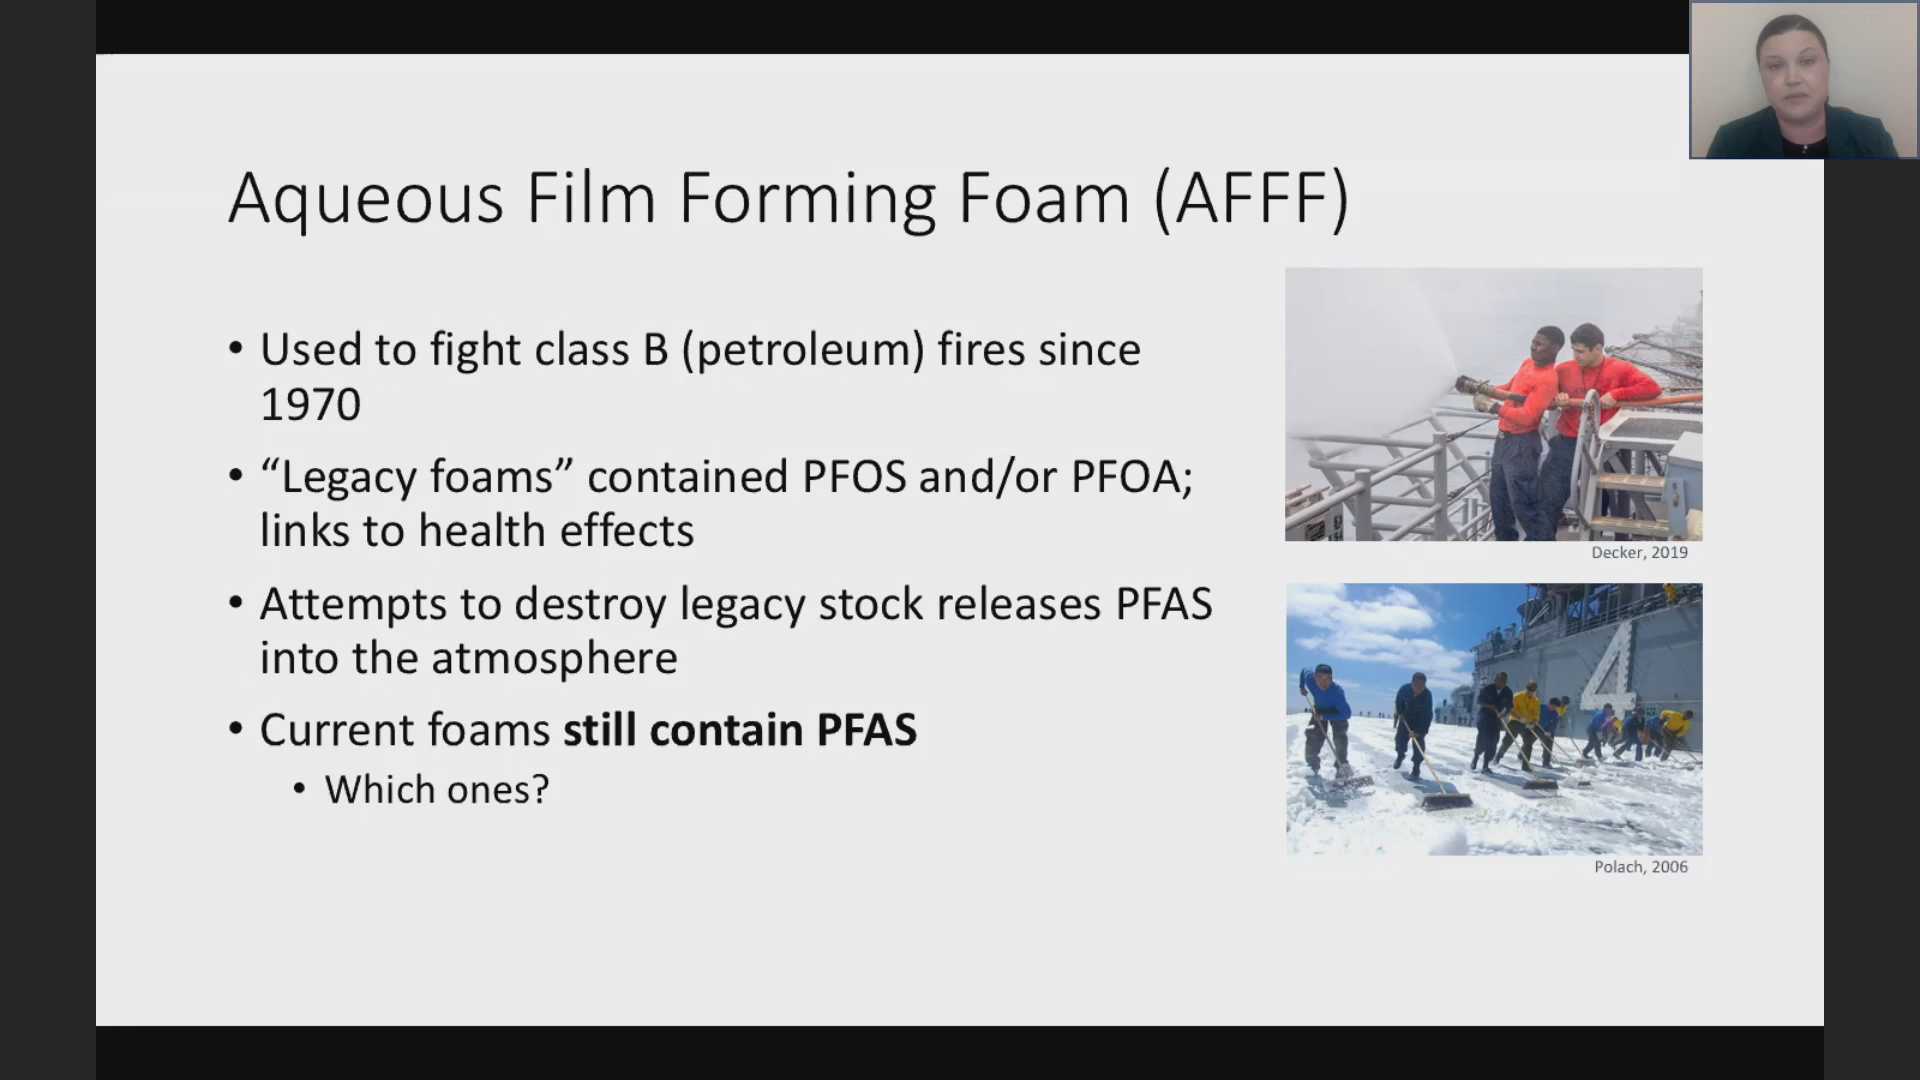 Aqueous Film Forming Foam (AFFF)
• Used to fight class B (petroleum) fires since
1970
• “Legacy foams” contained PFOS and/or PFOA;
links to health effects
• Attempts to destroy legacy stock releases PFAS
into the atmosphere
• Current foams still contain PFAS
• Which ones?
Decker, 2019
4
Polach, 2006